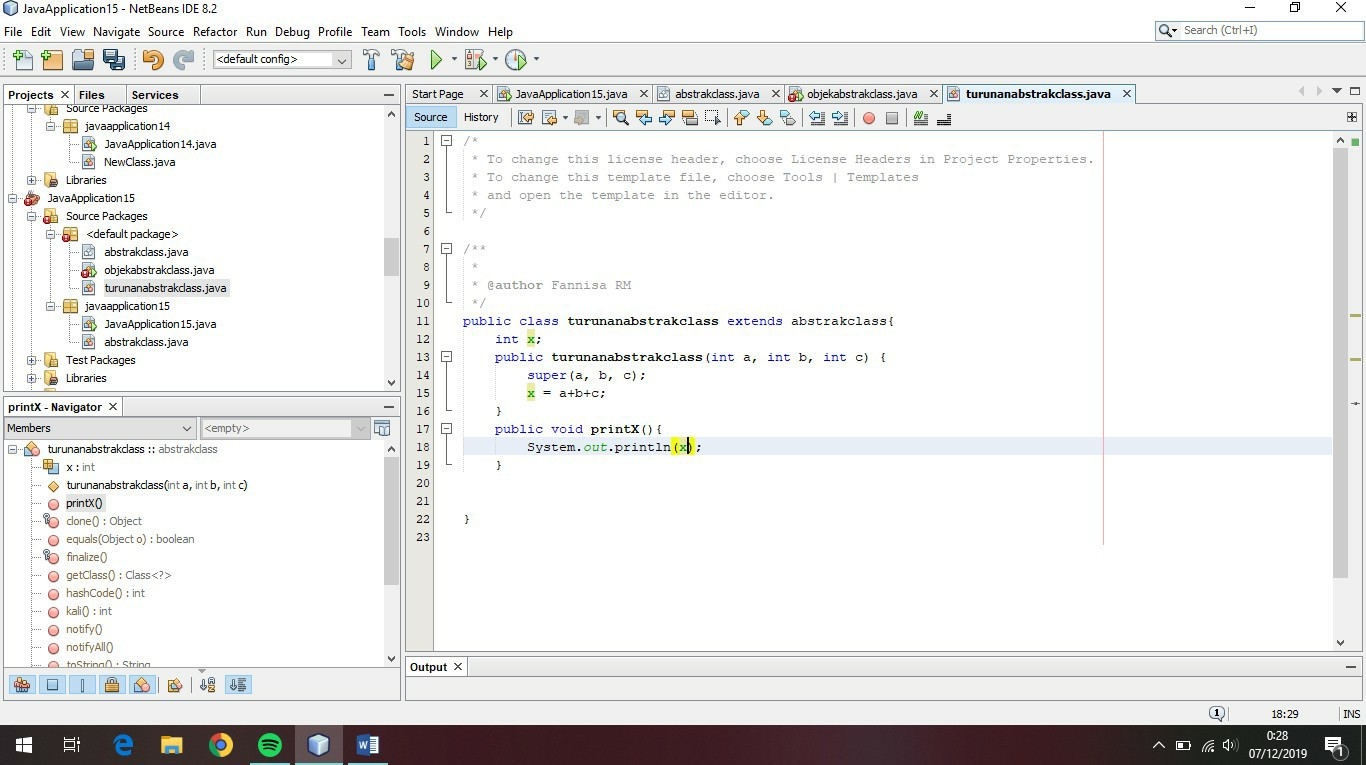 JavaApplication15 - NetBeans IDE 8.2
File Edit View Navigate Source Refactor Run Debug Profile Team Tools Window Help
Search (Ctrl+I)
<default config>
Projects Files Services
Source Packages
javaapplication14
JavaApplication14.java
NewClass.java
Libraries
JavaApplication15
Source Packages
<default package>
abstrakclass.java
objekabstrakclass.java
turunanabstrakclass.java
javaapplication15
JavaApplication15.java
abstrakclass.java
Test Packages
Libraries
printX - Navigator
Members <empty>
turunanabstrakclass :: abstrakclass
x : int
turunanabstrakclass(int a, int b, int c)
printX()
clone() : Object
equals(Object o) : boolean
finalize()
getClass() : Class<?>
hashCode() : int
kali() : int
notify()
notifyAll()
toString() : String
Start Page JavaApplication15.java abstrakclass.java objekabstrakclass.java turunanabstrakclass.java
Source History
1 /*
2 * To change this license header, choose License Headers in Project Properties.
3 * To change this template file, choose Tools | Templates
4 * and open the template in the editor.
5 */
6
7 /**
8 *
9 * @author Fannisa RM
10 */
11 public class turunanabstrakclass extends abstrakclass{
12 int x;
13 public turunanabstrakclass(int a, int b, int c) {
14 super(a, b, c);
15 x = a+b+c;
16 }
17 public void printX(){
18 System.out.println(x);
19 }
20
21
22 }
23
Output
1 18:29 INS
0:28
07/12/2019
1